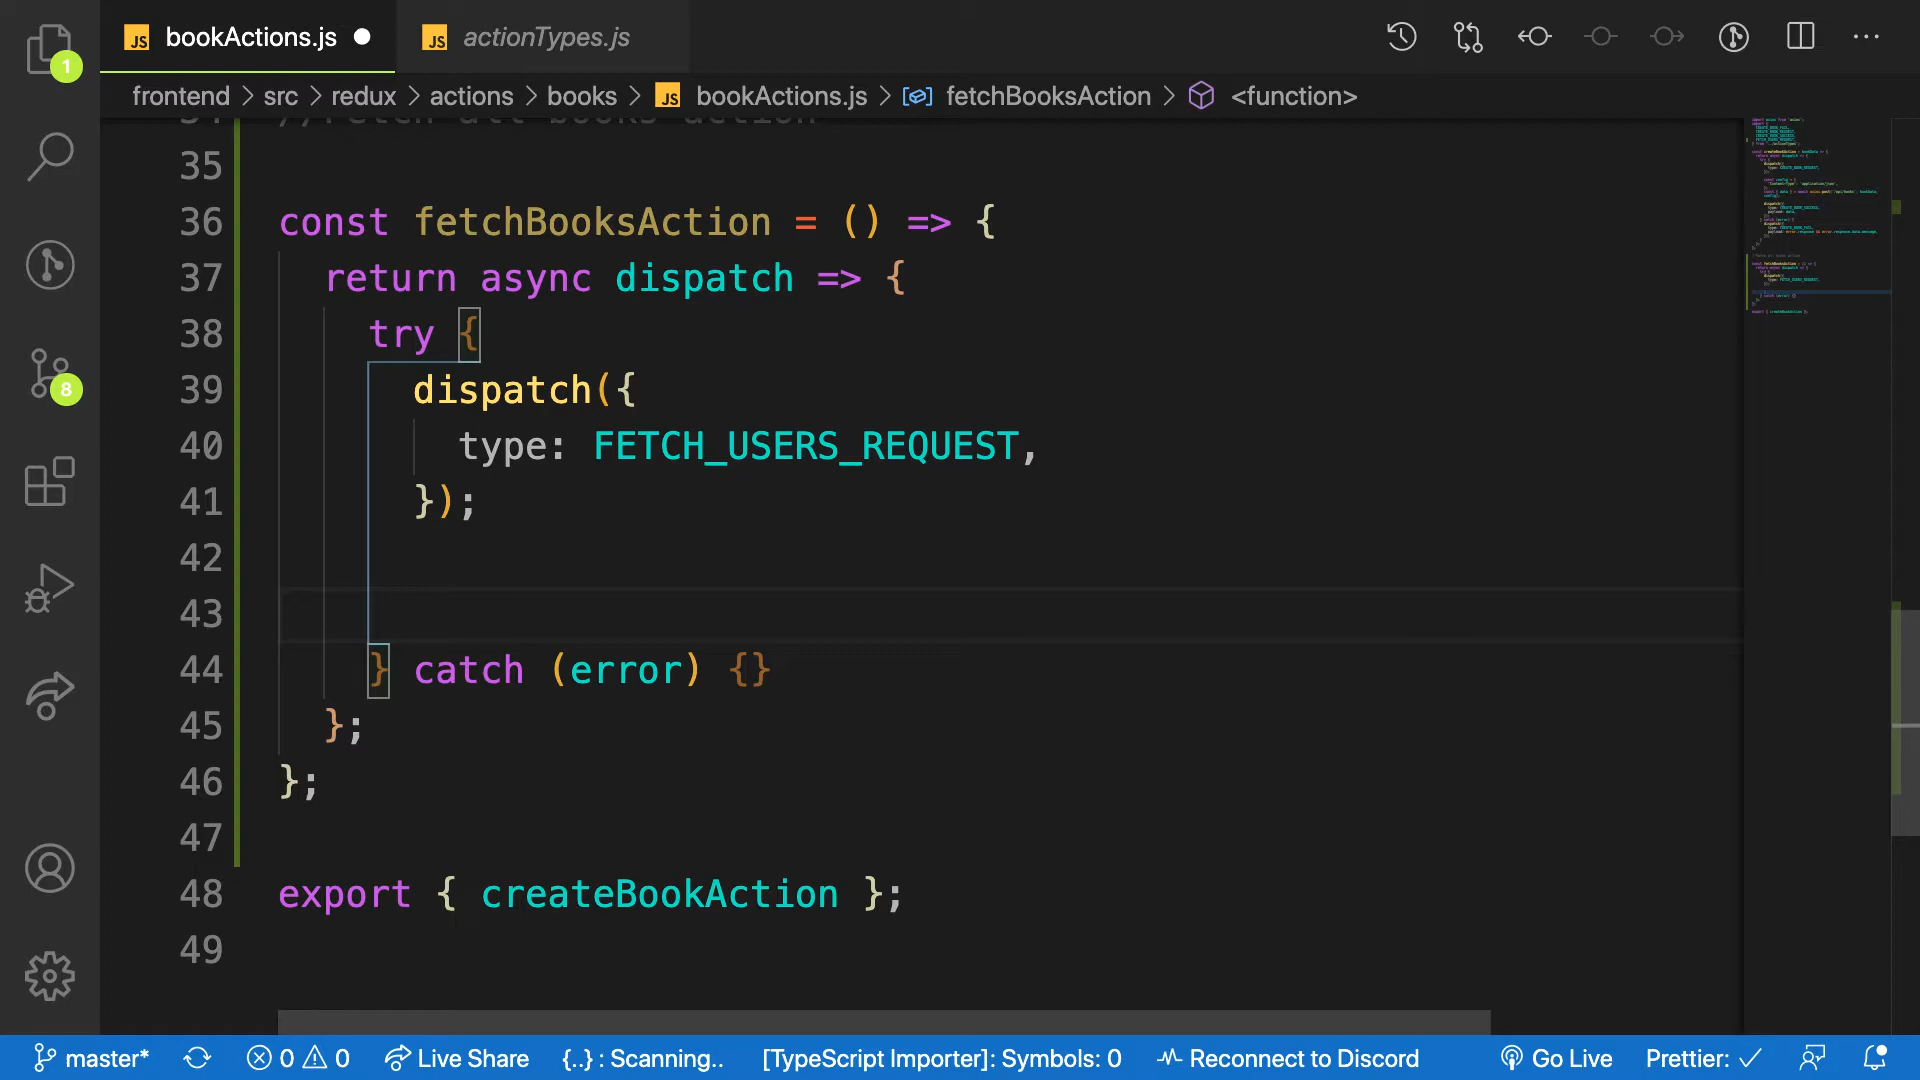 1
JS bookActions.js
JS actionTypes.js
frontend > src > redux > actions > books > JS bookActions.js > fetchBooksAction > <function>
35
36 const fetchBooksAction = () => {
37 return async dispatch => {
38 try {
39 dispatch({
40 type: FETCH_USERS_REQUEST,
41 });
42
43
44 } catch (error) {}
45 };
46 };
47
48 export { createBookAction };
49
8
master* 0 0 Live Share {..} : Scanning.. [TypeScript Importer]: Symbols: 0 Reconnect to Discord Go Live Prettier: ✓